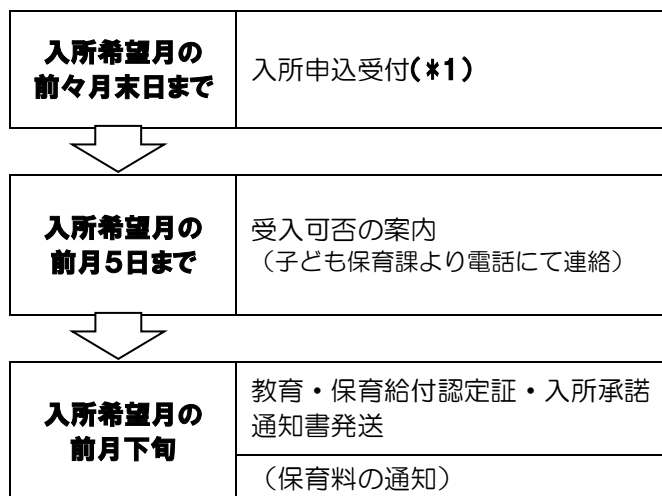 入所希望月の
前々月末日まで
入所申込受付(*1)
入所希望月の
前月5日まで
受入可否の案内
（子ども保育課より電話にて連絡）
入所希望月の
前月下旬
教育・保育給付認定証・入所承諾
通知書発送
（保育料の通知）